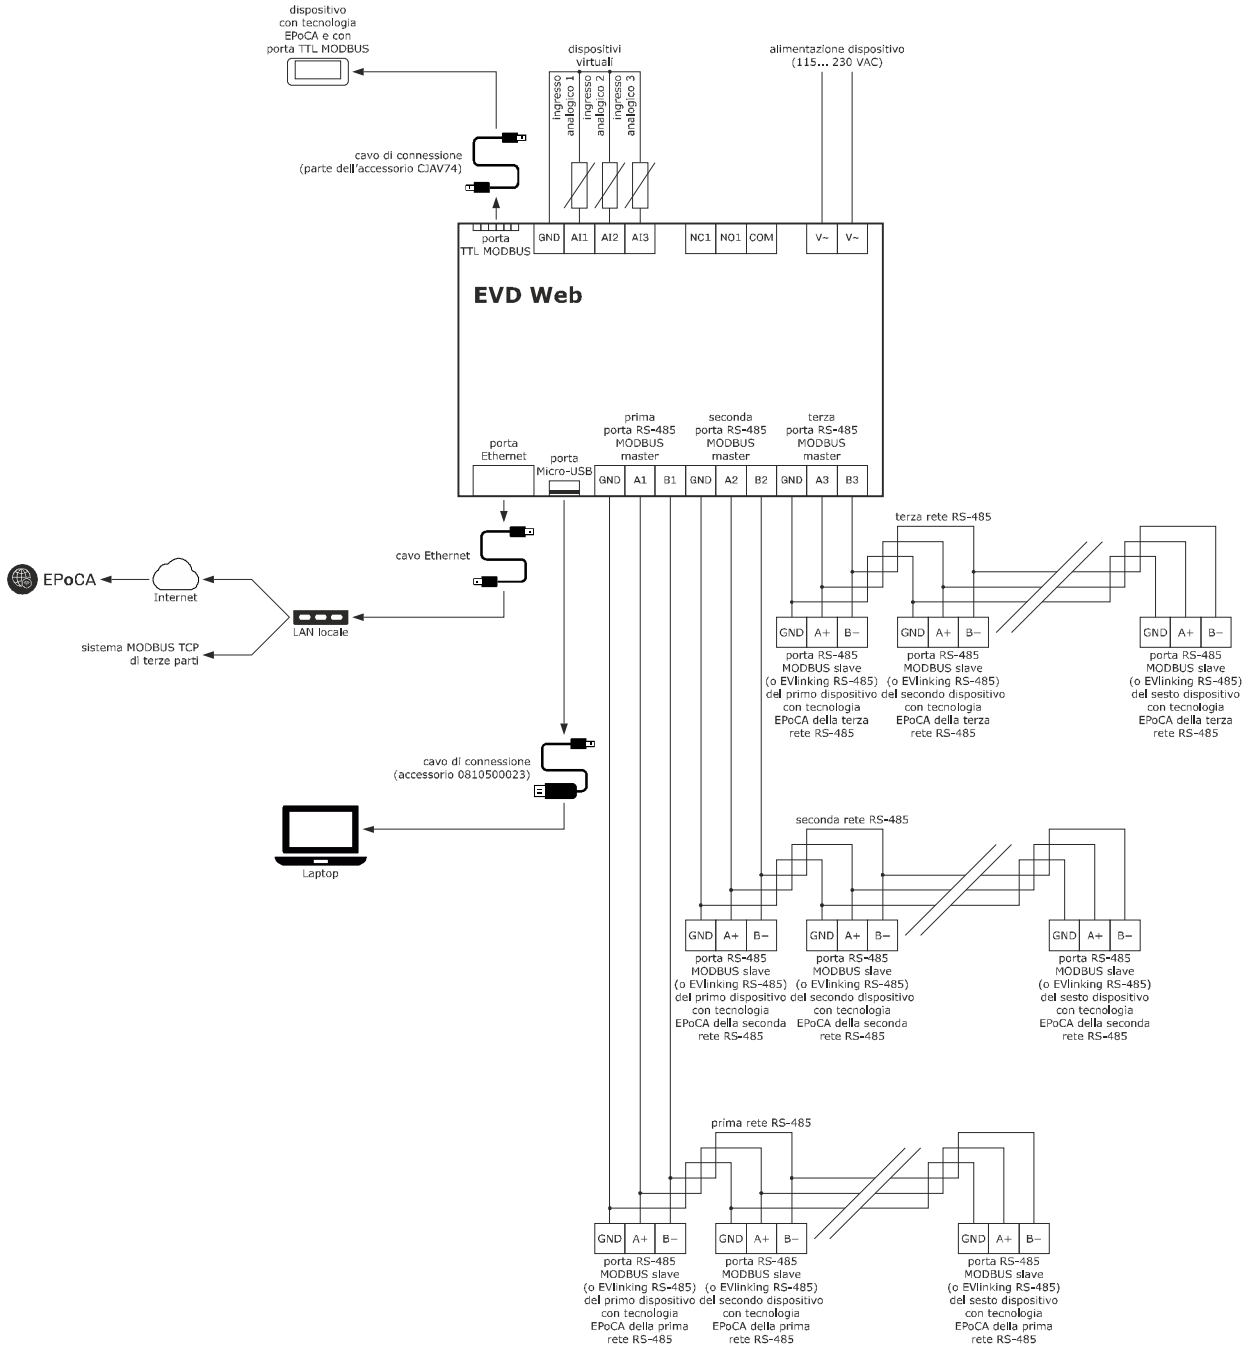 dispositivo
con tecnologia
EPoCA e con
porta TTL MODBUS
dispositivi
virtuali
alimentazione dispositivo
(115... 230 VAC)
ingresso
analogico 1
ingresso
analogico 2
ingresso
analogico 3
cavo di connessione
(parte dell'accessorio CJAV74)
porta
TTL MODBUS
GND AI1 AI2 AI3
NC1 NO1 COM
V~ V~
EVD Web
prima
porta RS-485
MODBUS
master
seconda
porta RS-485
MODBUS
master
terza
porta RS-485
MODBUS
master
porta
Ethernet
porta
Micro-USB
GND A1 B1 GND A2 B2 GND A3 B3
cavo Ethernet
EPoCA
Internet
LAN locale
sistema MODBUS TCP
di terze parti
terza rete RS-485
GND A+ B−
GND A+ B−
GND A+ B−
porta RS-485
MODBUS slave
(o EVlinking RS-485)
del primo dispositivo
con tecnologia
EPoCA della terza
rete RS-485
porta RS-485
MODBUS slave
(o EVlinking RS-485)
del secondo dispositivo
con tecnologia
EPoCA della terza
rete RS-485
porta RS-485
MODBUS slave
(o EVlinking RS-485)
del sesto dispositivo
con tecnologia
EPoCA della terza
rete RS-485
cavo di connessione
(accessorio 0810500023)
Laptop
seconda rete RS-485
GND A+ B−
GND A+ B−
GND A+ B−
porta RS-485
MODBUS slave
(o EVlinking RS-485)
del primo dispositivo
con tecnologia
EPoCA della seconda
rete RS-485
porta RS-485
MODBUS slave
(o EVlinking RS-485)
del secondo dispositivo
con tecnologia
EPoCA della seconda
rete RS-485
porta RS-485
MODBUS slave
(o EVlinking RS-485)
del sesto dispositivo
con tecnologia
EPoCA della seconda
rete RS-485
prima rete RS-485
GND A+ B−
GND A+ B−
GND A+ B−
porta RS-485
MODBUS slave
(o EVlinking RS-485)
del primo dispositivo
con tecnologia
EPoCA della prima
rete RS-485
porta RS-485
MODBUS slave
(o EVlinking RS-485)
del secondo dispositivo
con tecnologia
EPoCA della prima
rete RS-485
porta RS-485
MODBUS slave
(o EVlinking RS-485)
del sesto dispositivo
con tecnologia
EPoCA della prima
rete RS-485